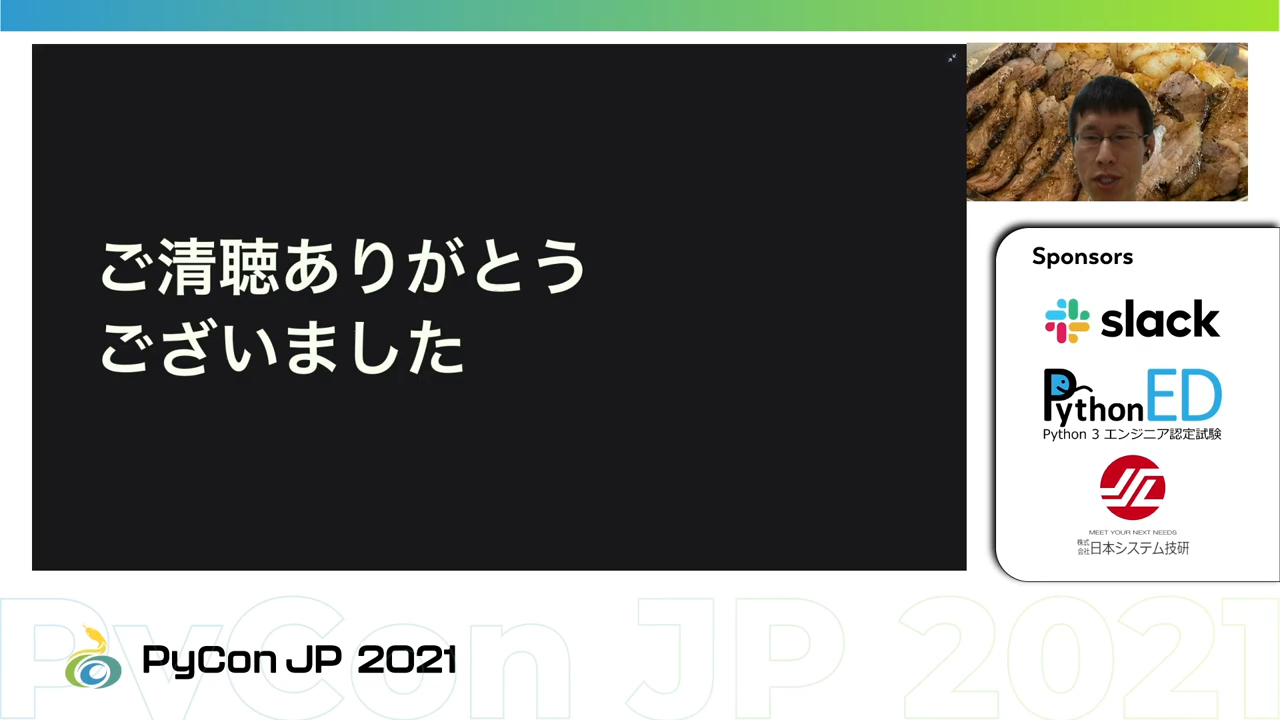 ご清聴ありがとう
ございました
Sponsors
slack
PythonED
Python 3 エンジニア認定試験
MEET YOUR NEXT NEEDS
株式会社日本システム技研
PyCon JP 2021
PyCon JP 2021